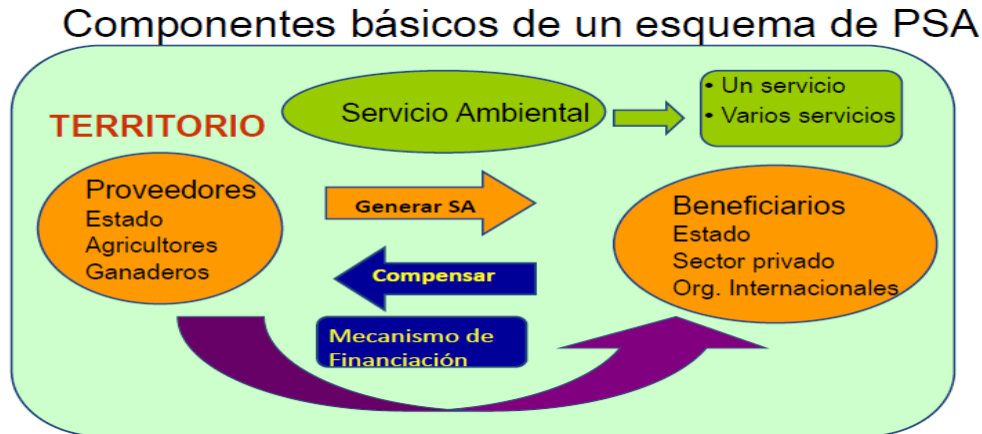 Componentes básicos de un esquema de PSA
Servicio Ambiental
• Un servicio
• Varios servicios
TERRITORIO
Proveedores
Estado
Agricultores
Ganaderos
Generar SA
Compensar
Mecanismo de
Financiación
Beneficiarios
Estado
Sector privado
Org. Internacionales